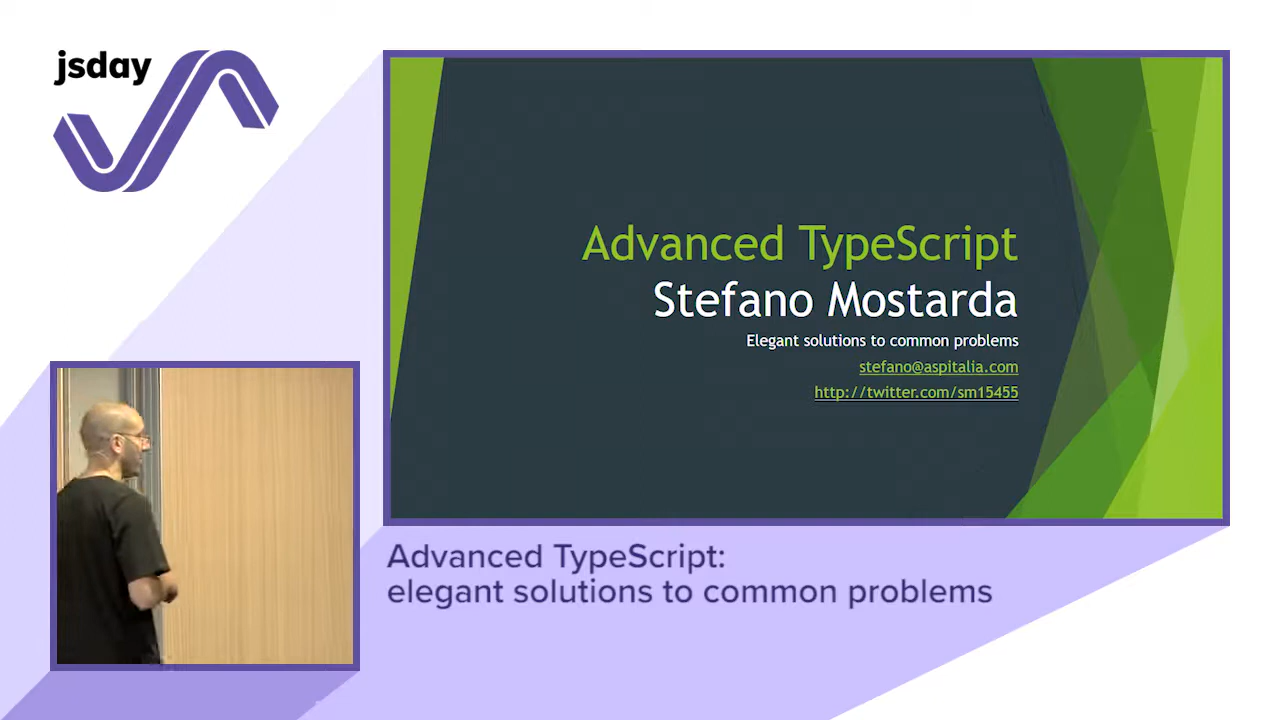 jsday
Advanced TypeScript
Stefano Mostarda
Elegant solutions to common problems
stefano@aspitalia.com
http://twitter.com/sm15455
Advanced TypeScript:
elegant solutions to common problems